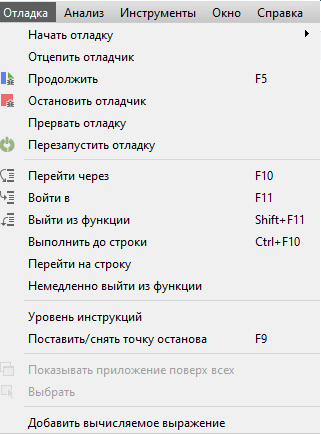 Отладка Анализ Инструменты Окно Справка
Начать отладку
Отцепить отладчик
Продолжить F5
Остановить отладчик
Прервать отладку
Перезапустить отладку
Перейти через F10
Войти в F11
Выйти из функции Shift+F11
Выполнить до строки Ctrl+F10
Перейти на строку
Немедленно выйти из функции
Уровень инструкций
Поставить/снять точку останова F9
Показывать приложение поверх всех
Выбрать
Добавить вычисляемое выражение